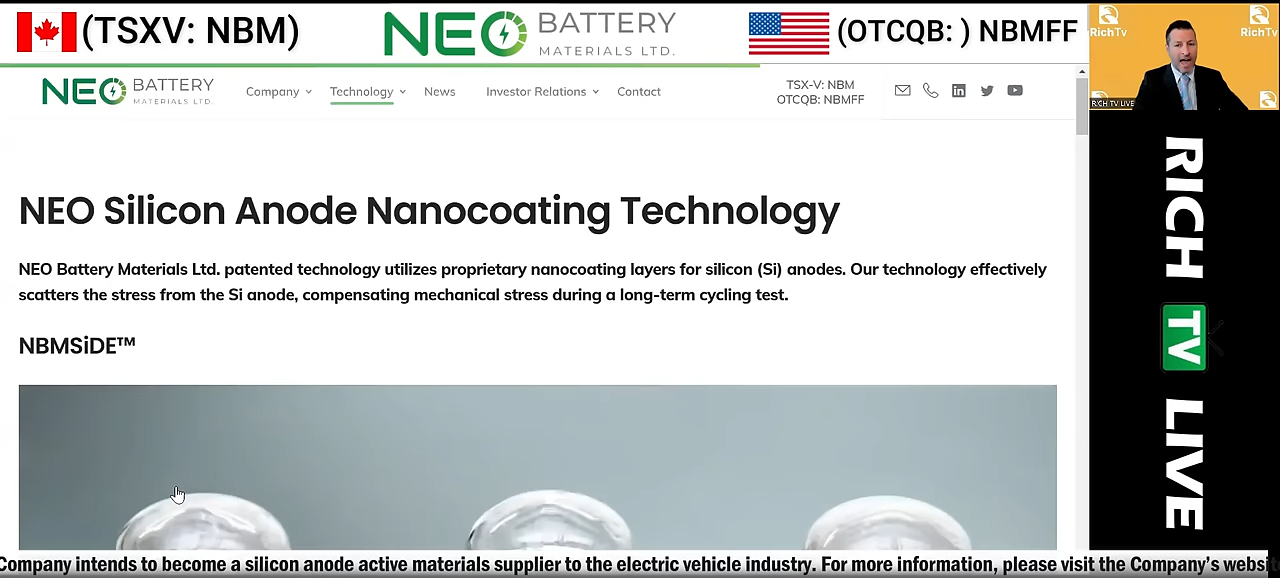 (TSXV: NBM)
NEO BATTERY
MATERIALS LTD.
(OTCQB: ) NBMFF
RichTv
RichTv
RICH TV LIVE
NEO BATTERY
MATERIALS LTD.
Company
Technology
News
Investor Relations
Contact
TSX-V: NBM
OTCQB: NBMFF
NEO Silicon Anode Nanocoating Technology
NEO Battery Materials Ltd. patented technology utilizes proprietary nanocoating layers for silicon (Si) anodes. Our technology effectively
scatters the stress from the Si anode, compensating mechanical stress during a long-term cycling test.
NBMSiDE™
RICH TV LIVE
Company intends to become a silicon anode active materials supplier to the electric vehicle industry. For more information, please visit the Company's websi